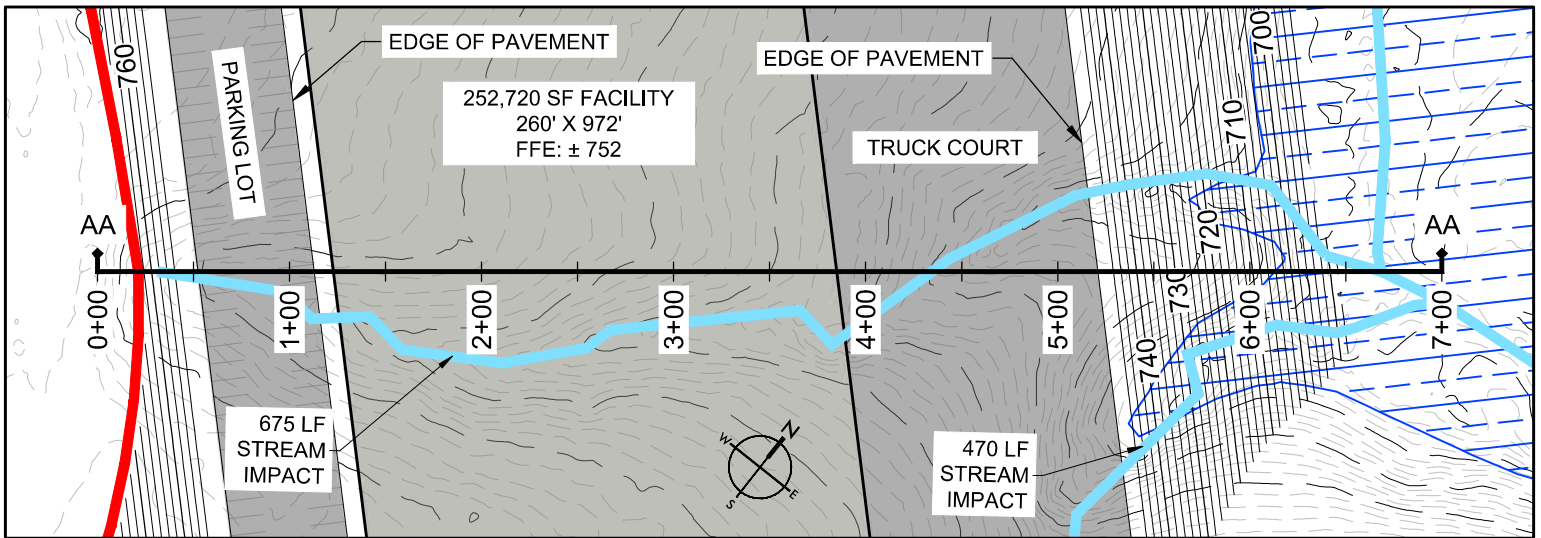 760
PARKING LOT
EDGE OF PAVEMENT
252,720 SF FACILITY
260' X 972'
FFE: ± 752
EDGE OF PAVEMENT
TRUCK COURT
700
710
720
730
740
AA
AA
0+00
1+00
2+00
3+00
4+00
5+00
6+00
7+00
675 LF
STREAM
IMPACT
N
W
E
S
470 LF
STREAM
IMPACT